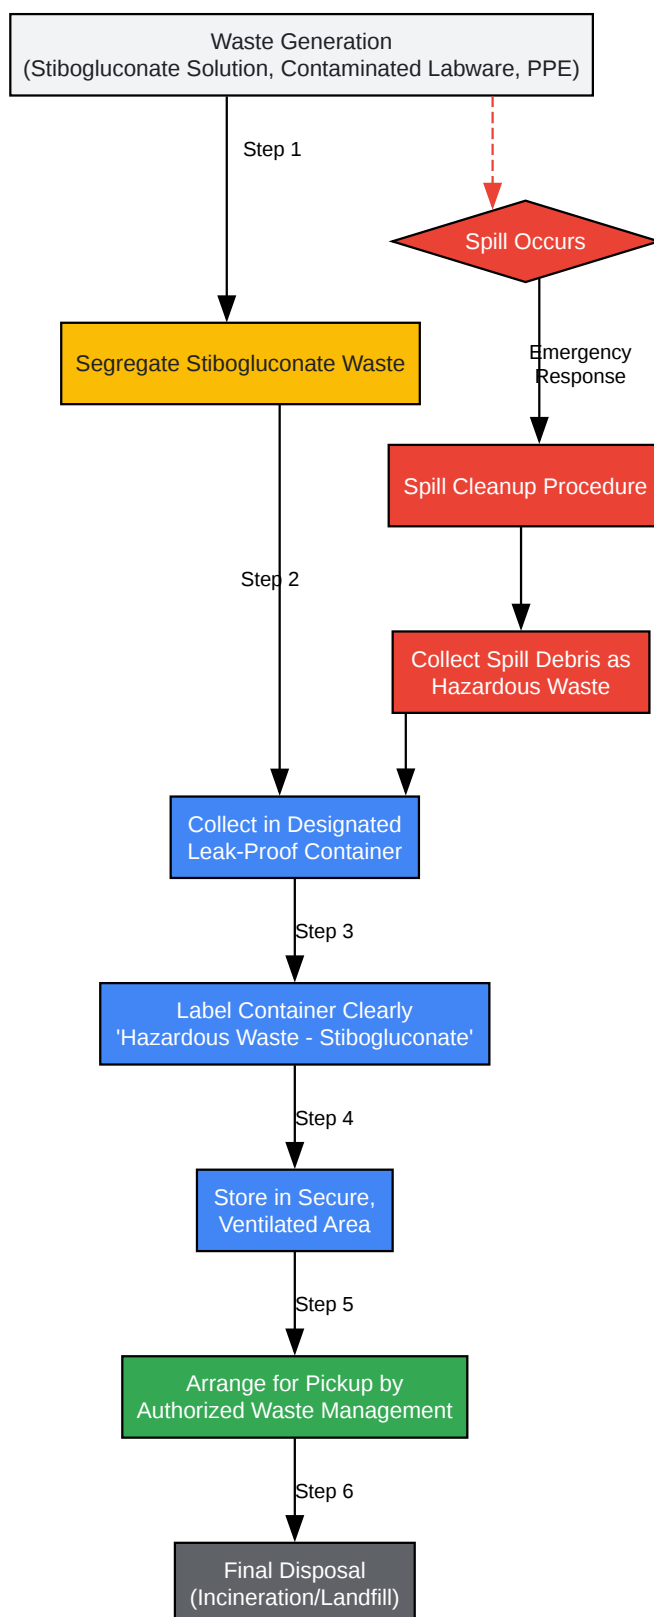 Waste Generation
(Stibogluconate Solution, Contaminated Labware, PPE)
Step 1
Spill Occurs
Segregate Stibogluconate Waste
Emergency
Response
Spill Cleanup Procedure
Step 2
Collect Spill Debris as
Hazardous Waste
Collect in Designated
Leak-Proof Container
Step 3
Label Container Clearly
'Hazardous Waste - Stibogluconate'
Step 4
Store in Secure,
Ventilated Area
Step 5
Arrange for Pickup by
Authorized Waste Management
Step 6
Final Disposal
(Incineration/Landfill)